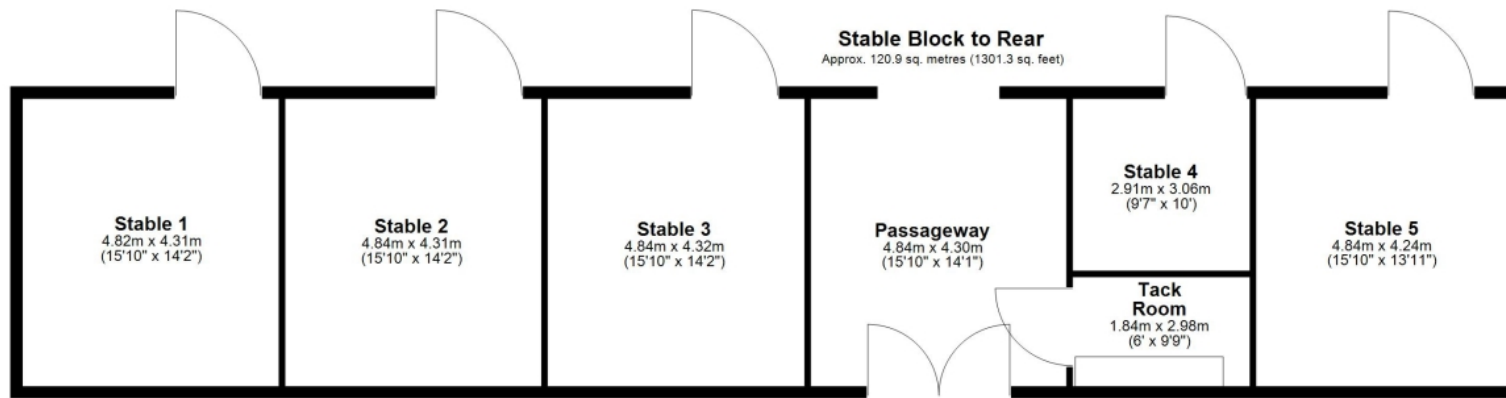 Stable Block to Rear
Approx. 120.9 sq. metres (1301.3 sq. feet)
Stable 1
4.82m x 4.31m
(15'10" x 14'2")
Stable 2
4.84m x 4.31m
(15'10" x 14'2")
Stable 3
4.84m x 4.32m
(15'10" x 14'2")
Passageway
4.84m x 4.30m
(15'10" x 14'1")
Stable 4
2.91m x 3.06m
(9'7" x 10')
Tack
Room
1.84m x 2.98m
(6' x 9'9")
Stable 5
4.84m x 4.24m
(15'10" x 13'11")